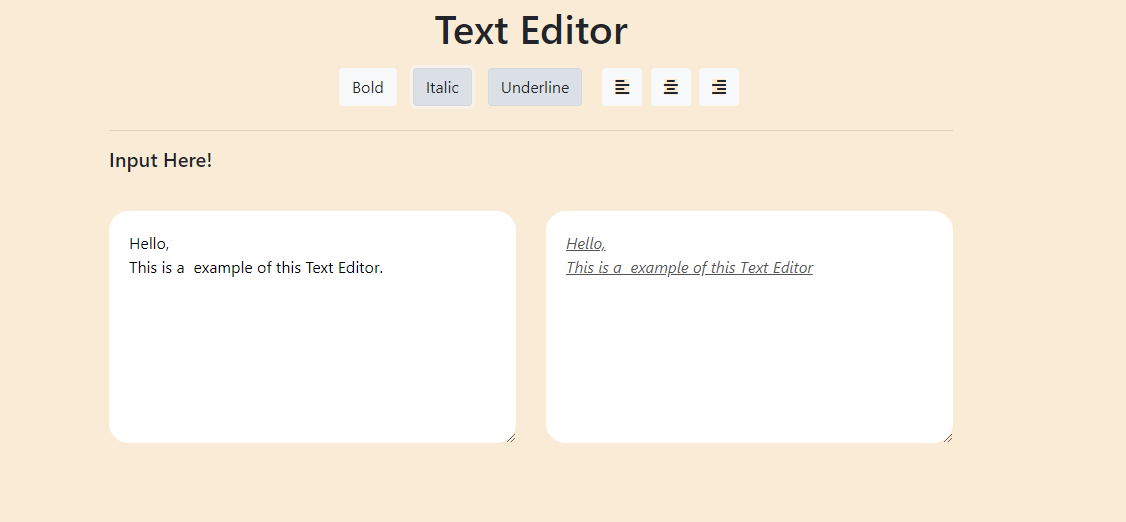 Text Editor
Bold Italic Underline
Input Here!
Hello,
This is a  example of this Text Editor.
Hello,
This is a  example of this Text Editor